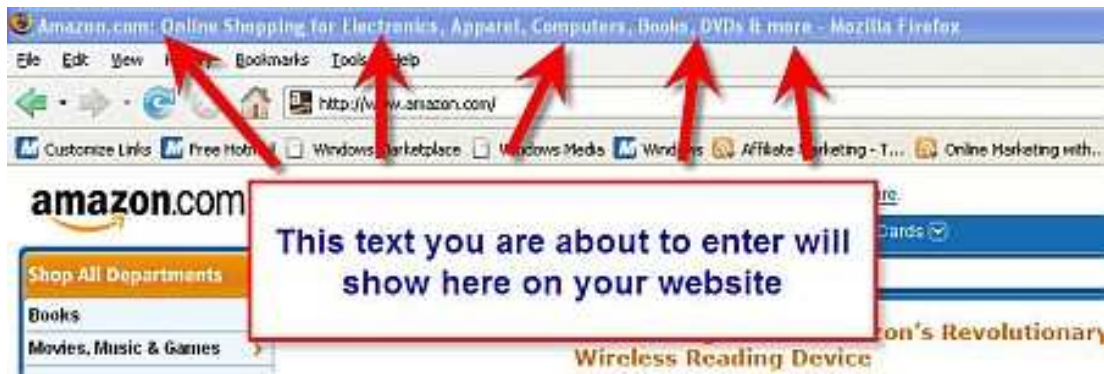 Amazon.com: Online Shopping for Electronics, Apparel, Computers, Books, DVDs & more - Mozilla Firefox
File Edit View Bookmarks Tools Help
http://www.amazon.com/
Customize Links Free Hotmail Windows Marketplace Windows Media Windows Affiliate Marketing - T... Online Marketing with..
amazon.com
This text you are about to enter will
show here on your website
Shop All Departments
Books
Movies, Music & Games
on's Revolutionary
Wireless Reading Device